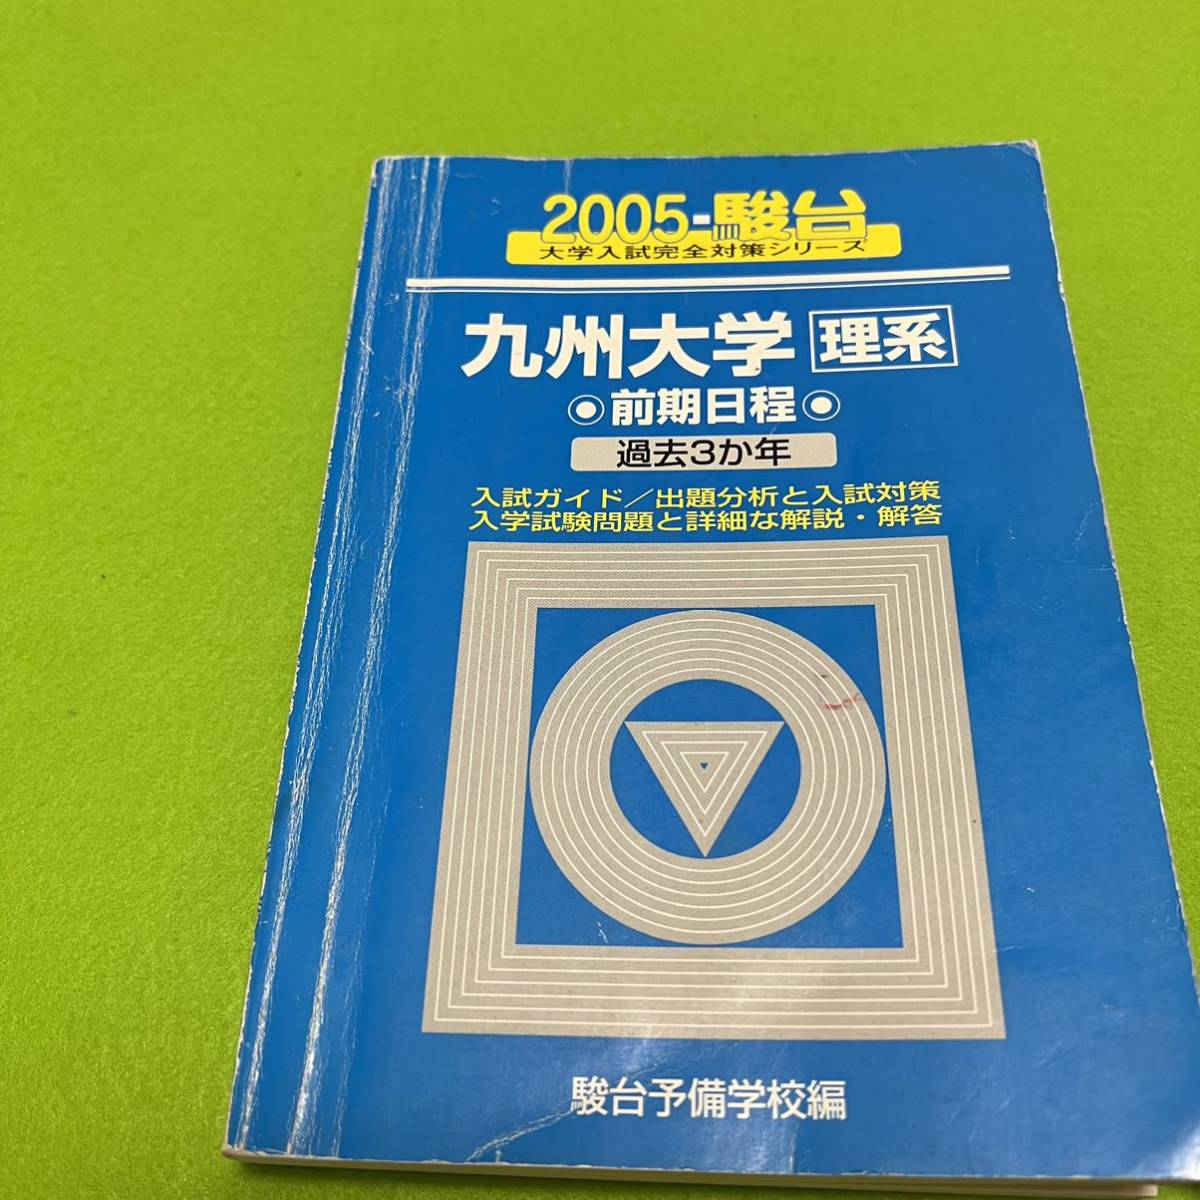 2005-駿台
大学入試完全対策シリーズ
九州大学 理系
前期日程
過去3か年
入試ガイド/出題分析と入試対策
入学試験問題と詳細な解説・解答
駿台予備学校編